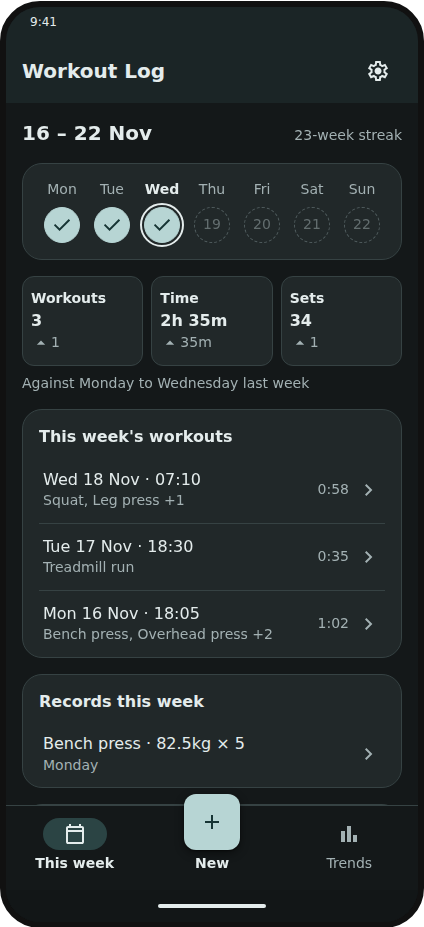 9:41
Workout Log
16 – 22 Nov
23-week streak
Mon Tue Wed Thu Fri Sat Sun
19 20 21 22
Workouts
3
1
Time
2h 35m
35m
Sets
34
1
Against Monday to Wednesday last week
This week's workouts
Wed 18 Nov · 07:10
Squat, Leg press +1
0:58
Tue 17 Nov · 18:30
Treadmill run
0:35
Mon 16 Nov · 18:05
Bench press, Overhead press +2
1:02
Records this week
Bench press · 82.5kg × 5
Monday
This week
New
Trends